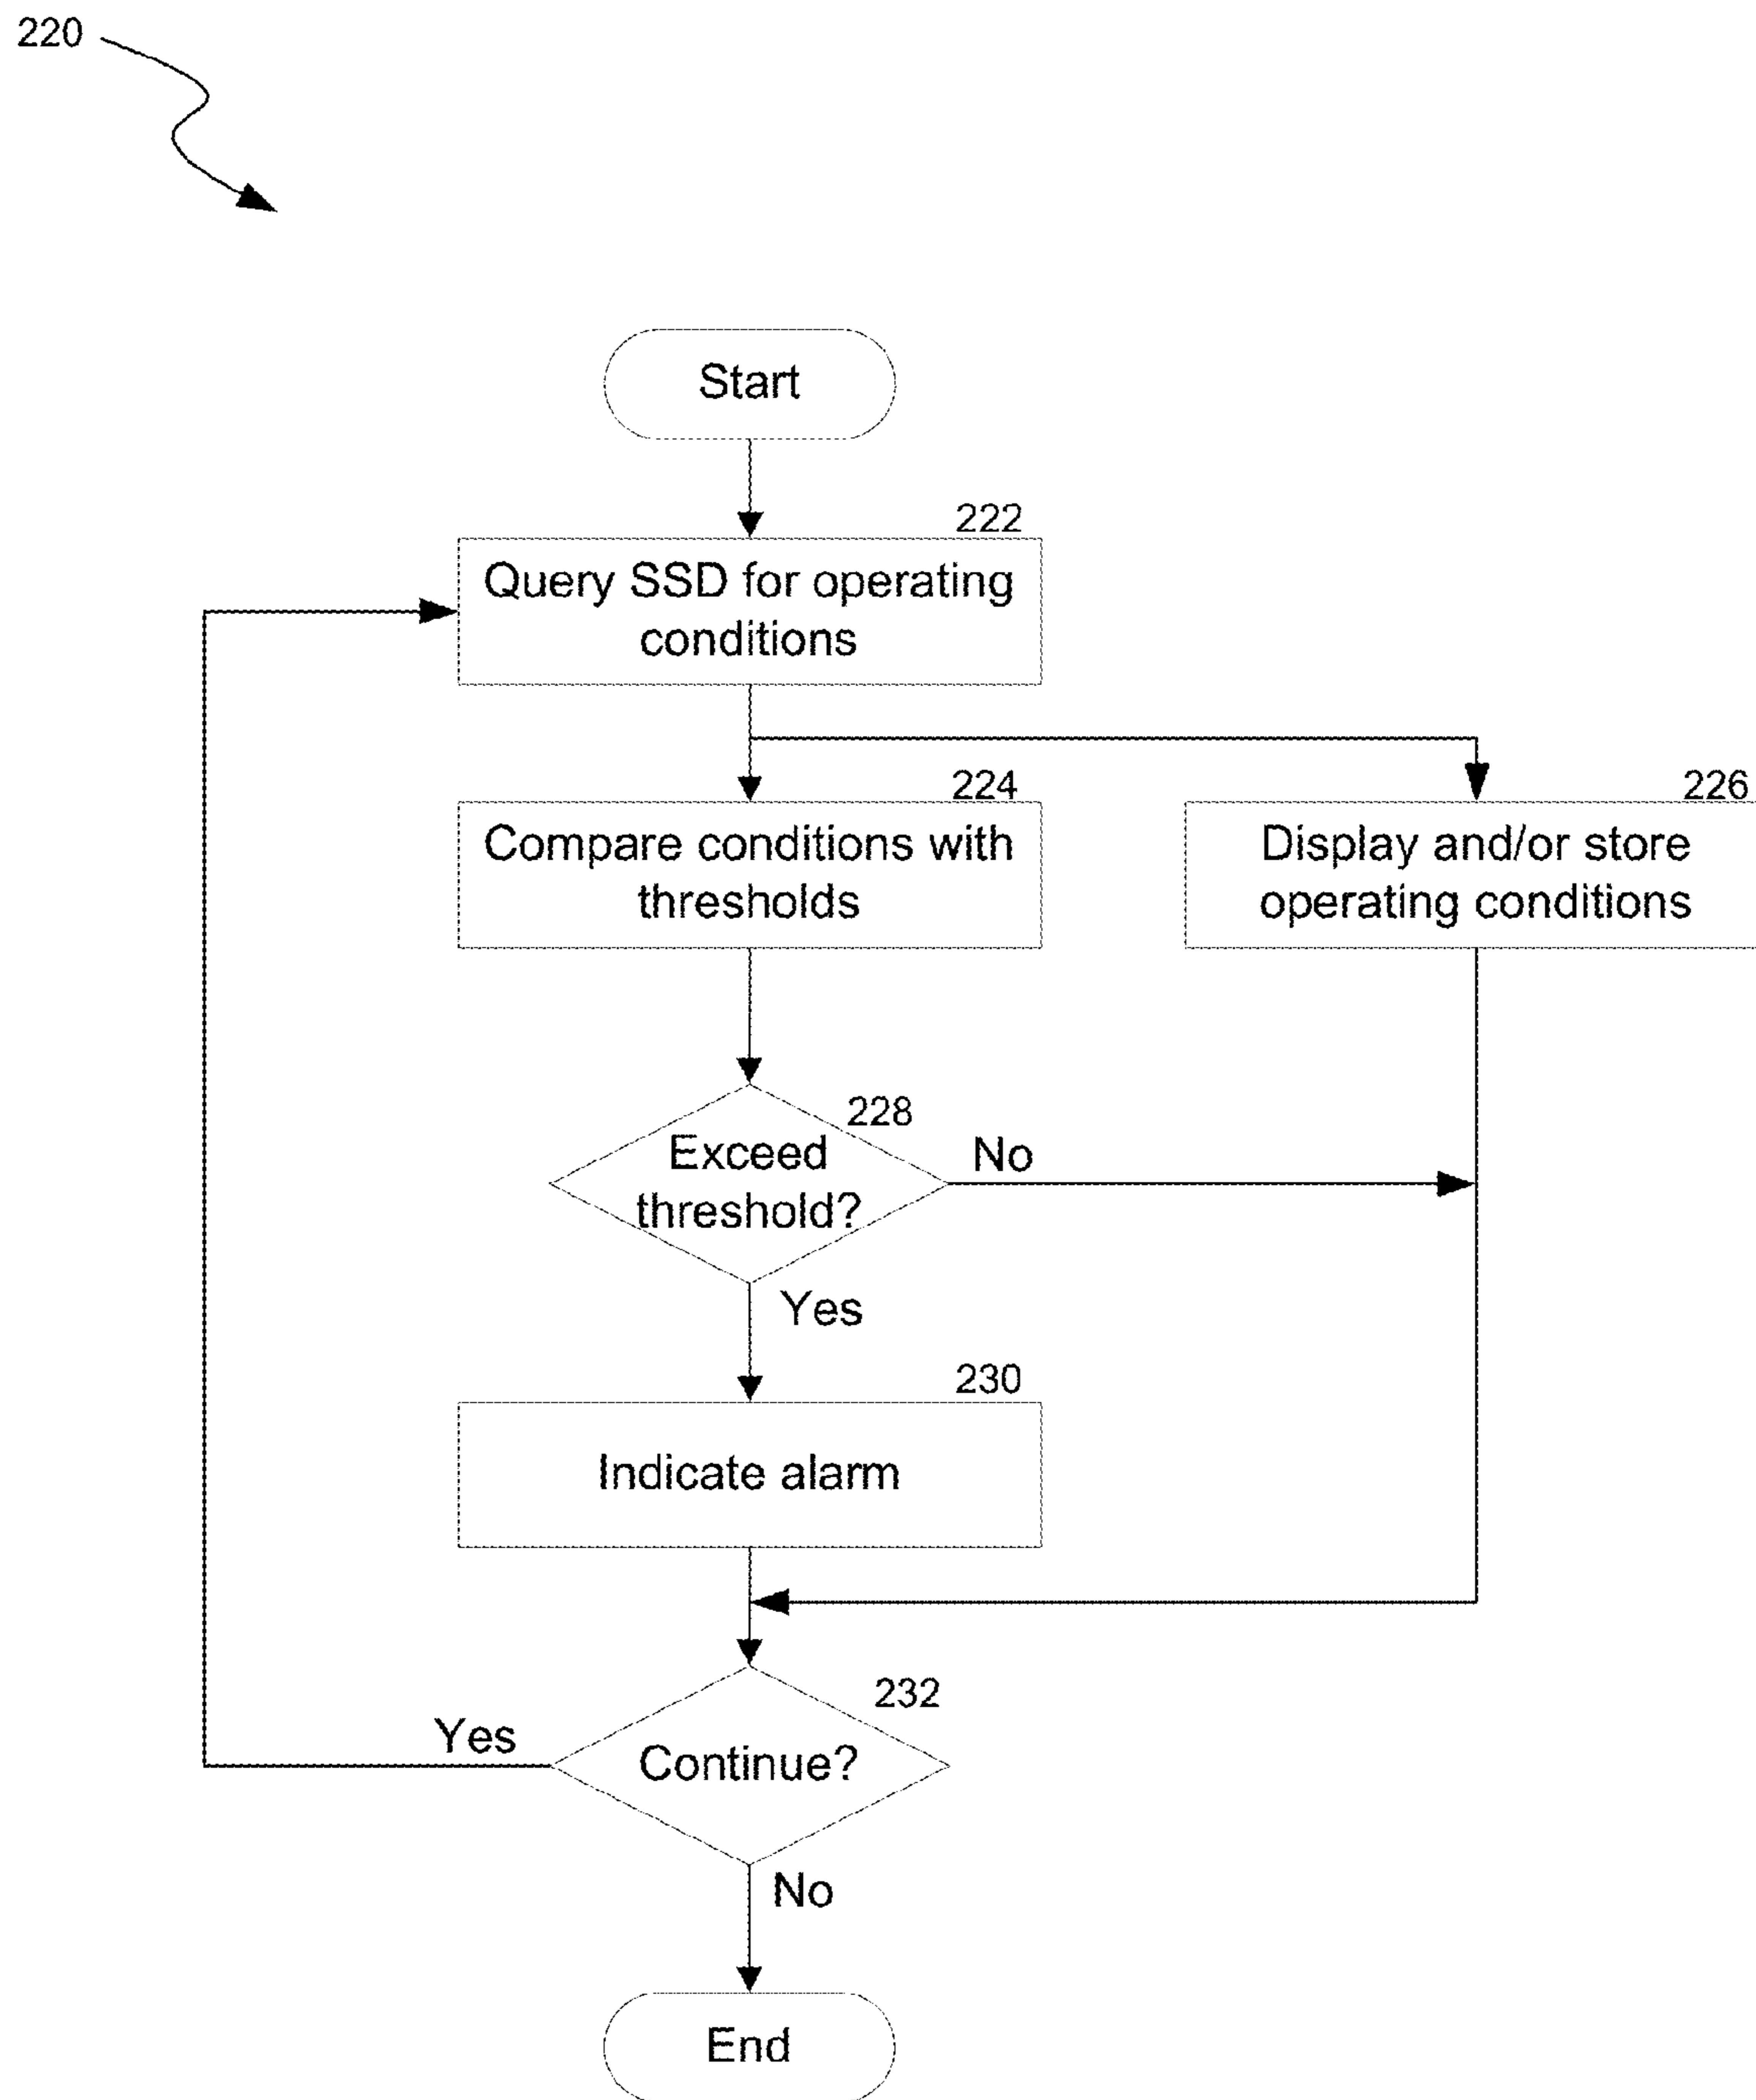 220
Start
222
Query SSD for operating
conditions
224
Compare conditions with
thresholds
226
Display and/or store
operating conditions
228
Exceed
threshold?
No
Yes
230
Indicate alarm
232
Continue?
Yes
No
End